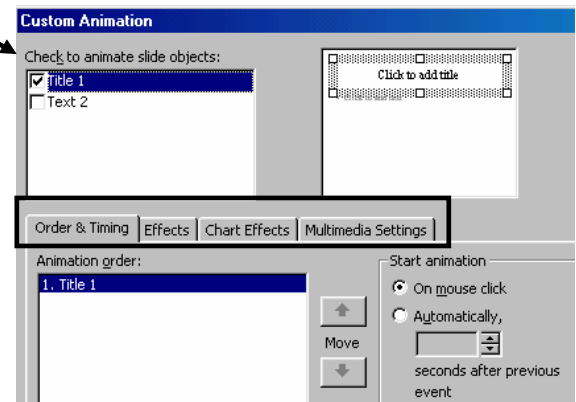 Custom Animation
Check to animate slide objects:
Title 1
Text 2
Click to add title
Order & Timing Effects Chart Effects Multimedia Settings
Animation order:
1. Title 1
Move
Start animation
On mouse click
Automatically,
seconds after previous
event